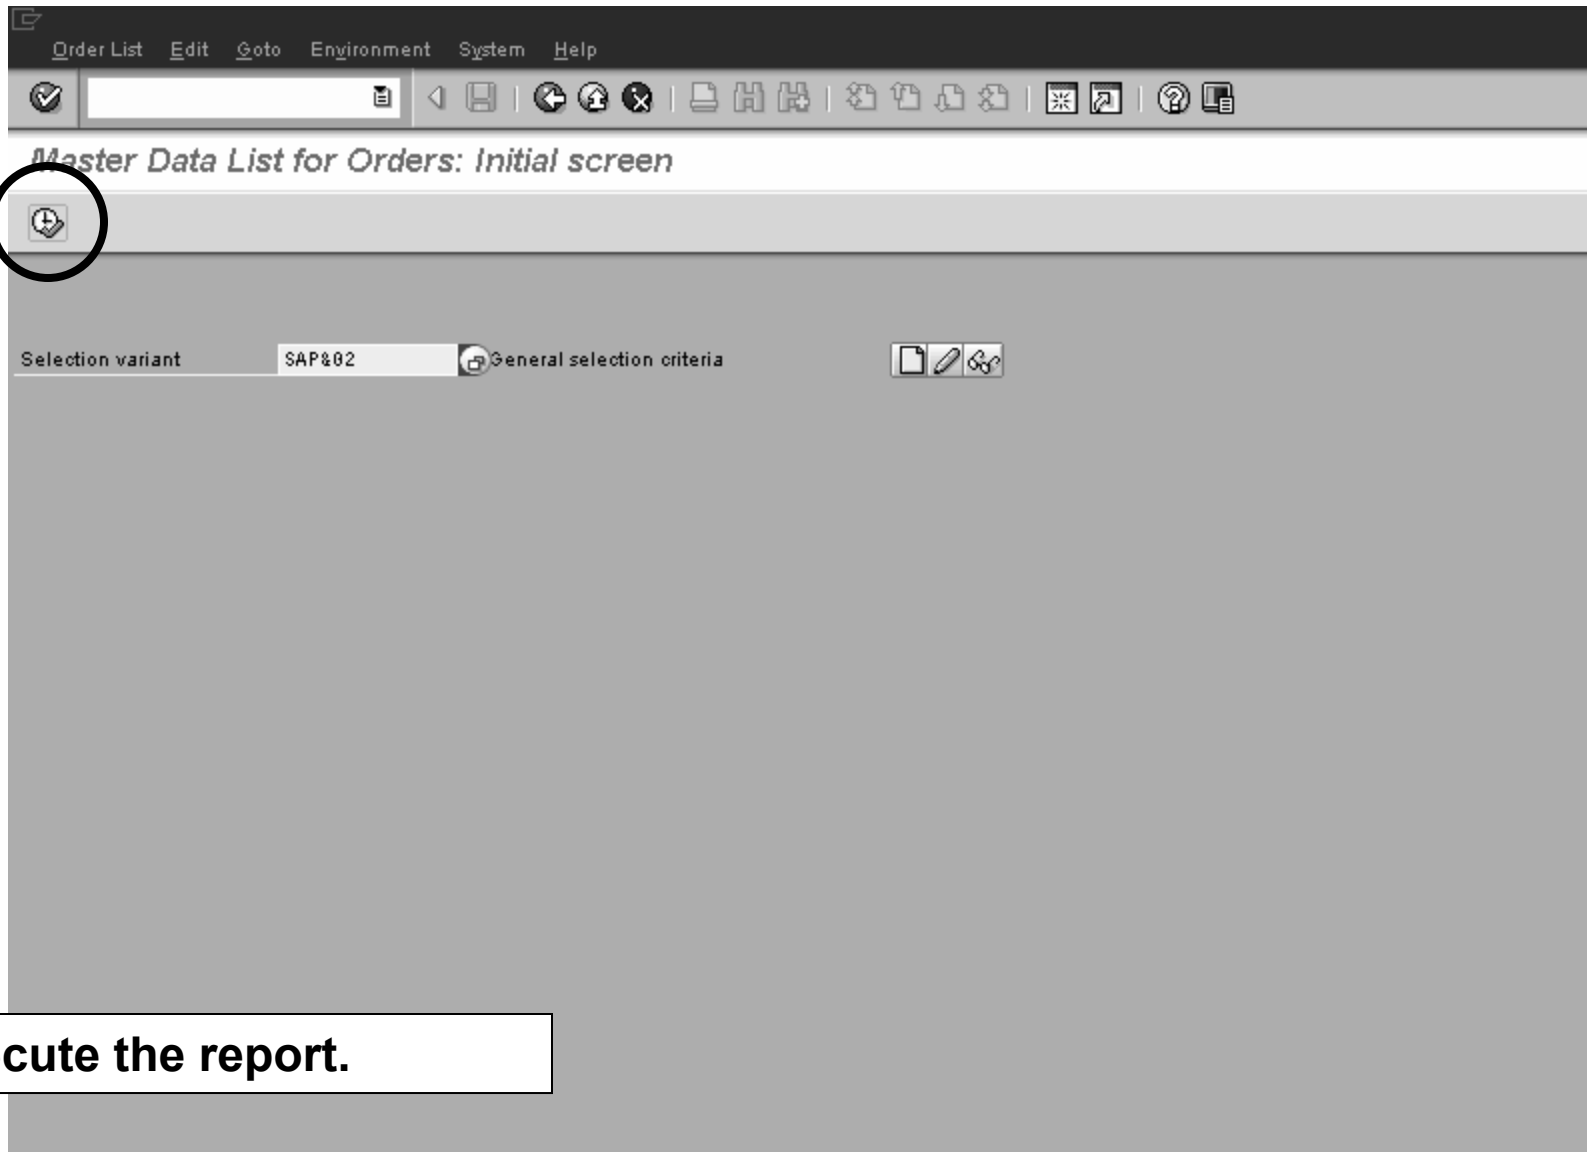 Order List Edit Goto Environment System Help
Master Data List for Orders: Initial screen
Selection variant SAP&02 General selection criteria
cute the report.